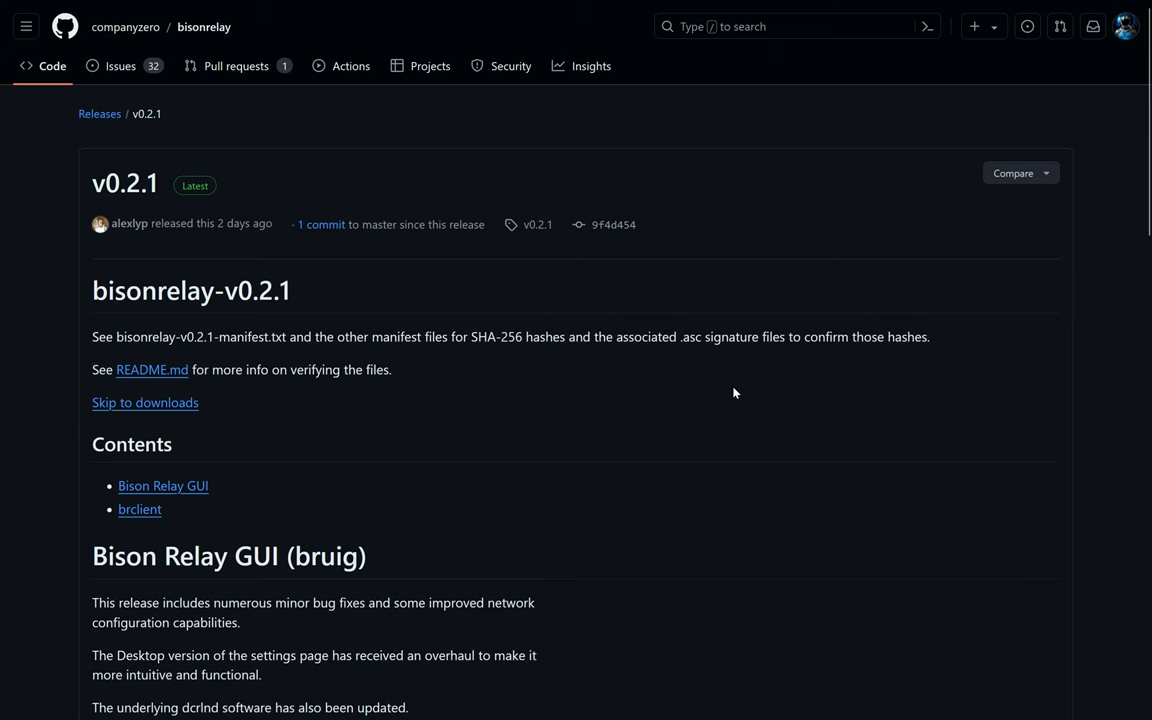 companyzero / bisonrelay
Type / to search
Code
Issues 32
Pull requests 1
Actions
Projects
Security
Insights
Releases / v0.2.1
v0.2.1 Latest
Compare
alexlyp released this 2 days ago · 1 commit to master since this release v0.2.1 9f4d454
bisonrelay-v0.2.1
See bisonrelay-v0.2.1-manifest.txt and the other manifest files for SHA-256 hashes and the associated .asc signature files to confirm those hashes.
See README.md for more info on verifying the files.
Skip to downloads
Contents
• Bison Relay GUI
• brclient
Bison Relay GUI (bruig)
This release includes numerous minor bug fixes and some improved network
configuration capabilities.
The Desktop version of the settings page has received an overhaul to make it
more intuitive and functional.
The underlying dcrlnd software has also been updated.